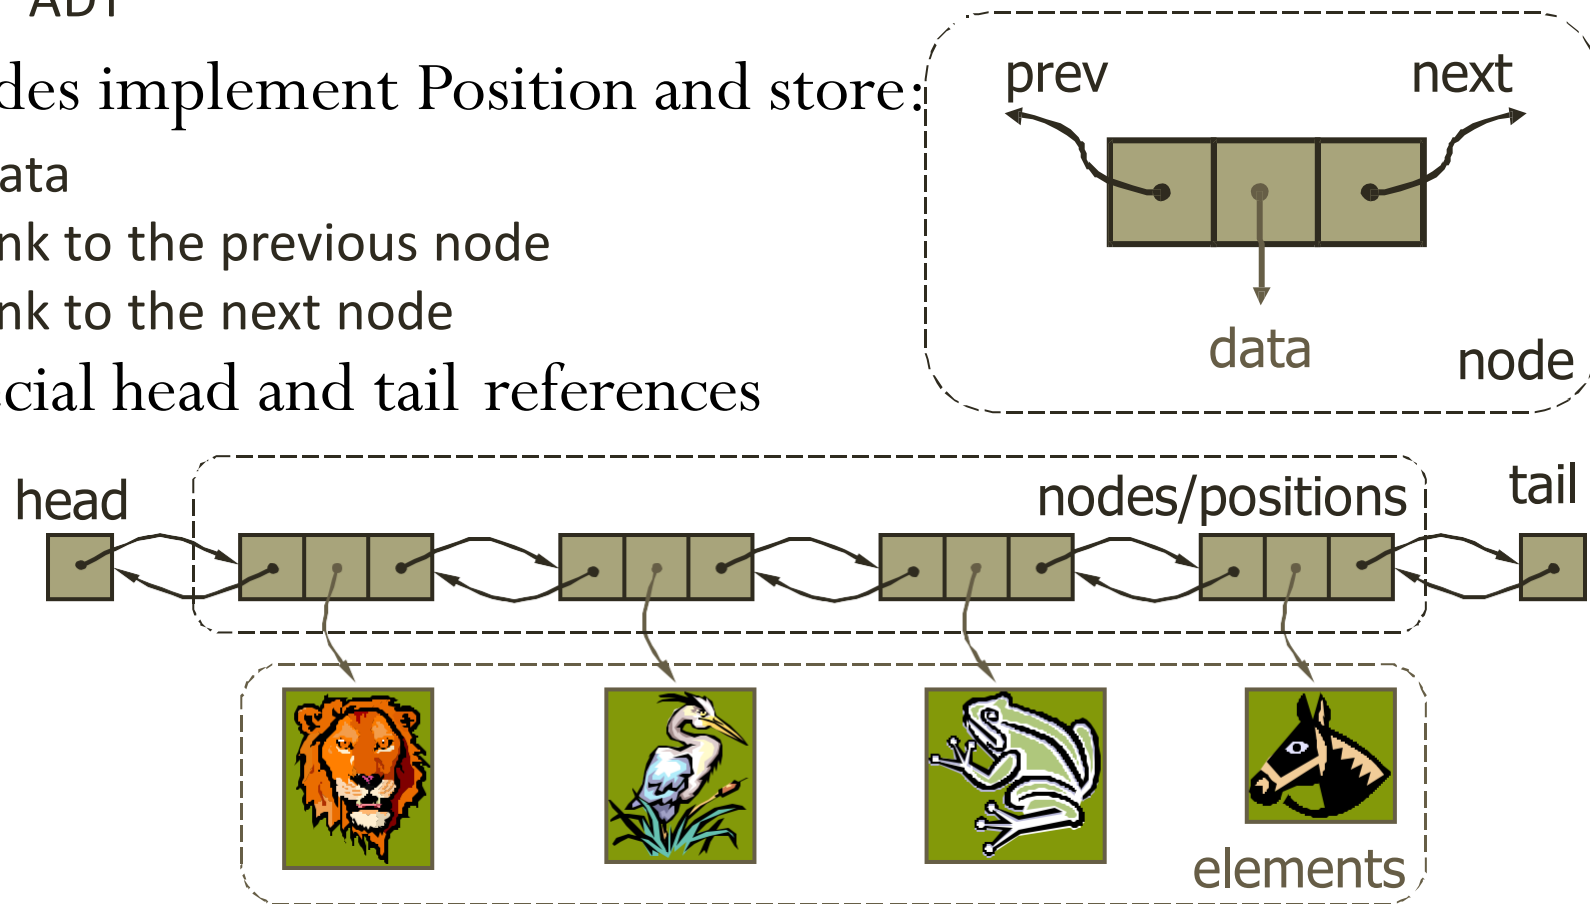 ADT
des implement Position and store:
ata
nk to the previous node
nk to the next node
cial head and tail references
prev
next
data
node
head
nodes/positions
tail
elements